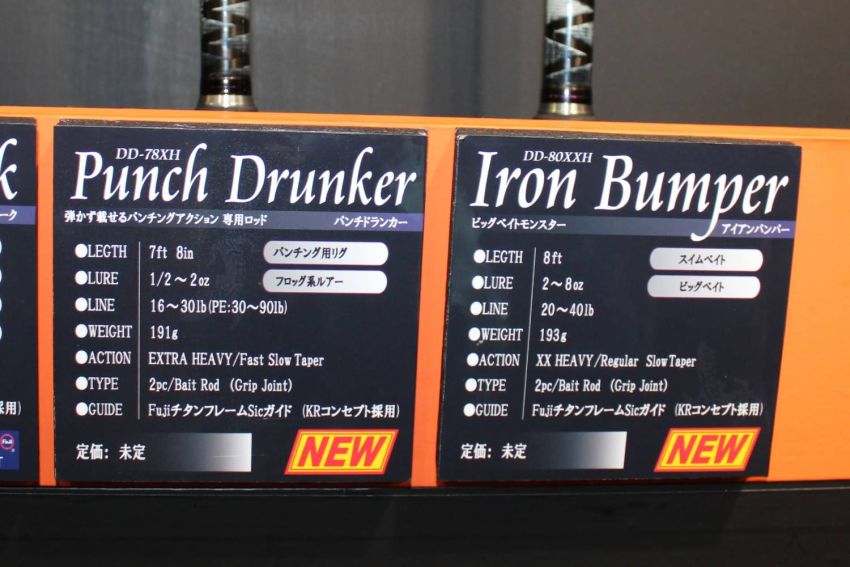 k
ーク
採用)
Fuji
DD-78XH
Punch Drunker
弾かず載せるパンチングアクション 専用ロッド
パンチドランカー
●LEGTH 7ft 8in パンチング用リグ
●LURE 1/2～2oz フロッグ系ルアー
●LINE 16～30lb(PE:30～90lb)
●WEIGHT 191g
●ACTION EXTRA HEAVY/Fast Slow Taper
●TYPE 2pc/Bait Rod (Grip Joint)
●GUIDE FujiチタンフレームSicガイド (KRコンセプト採用)
定価: 未定 NEW
DD-80XXH
Iron Bumper
ビッグベイトモンスター
アイアンバンパー
●LEGTH 8ft スイムベイト
●LURE 2～8oz ビッグベイト
●LINE 20～40lb
●WEIGHT 193g
●ACTION XX HEAVY/Regular Slow Taper
●TYPE 2pc/Bait Rod (Grip Joint)
●GUIDE FujiチタンフレームSicガイド (KRコンセプト採用)
定価: 未定 NEW